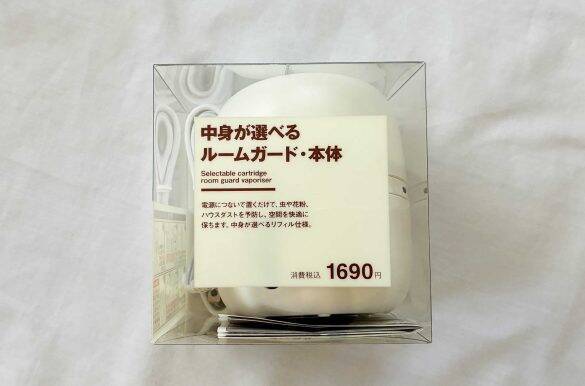 中身が選べる
ルームガード・本体
Selectable cartridge
room guard vaporiser
電源につないで置くだけで、虫や花粉、
ハウスダストを予防し、空間を快適に
保ちます。中身が選べるリフィル仕様。
消費税込 1690円